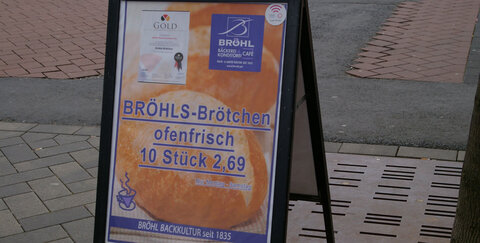 GOLD
BRÖHL
BÄCKEREI
KONDITOREI
CAFÉ
BRÖHLS-Brötchen
ofenfrisch
10 Stück 2,69
BRÖHL BACKKULTUR seit 1835